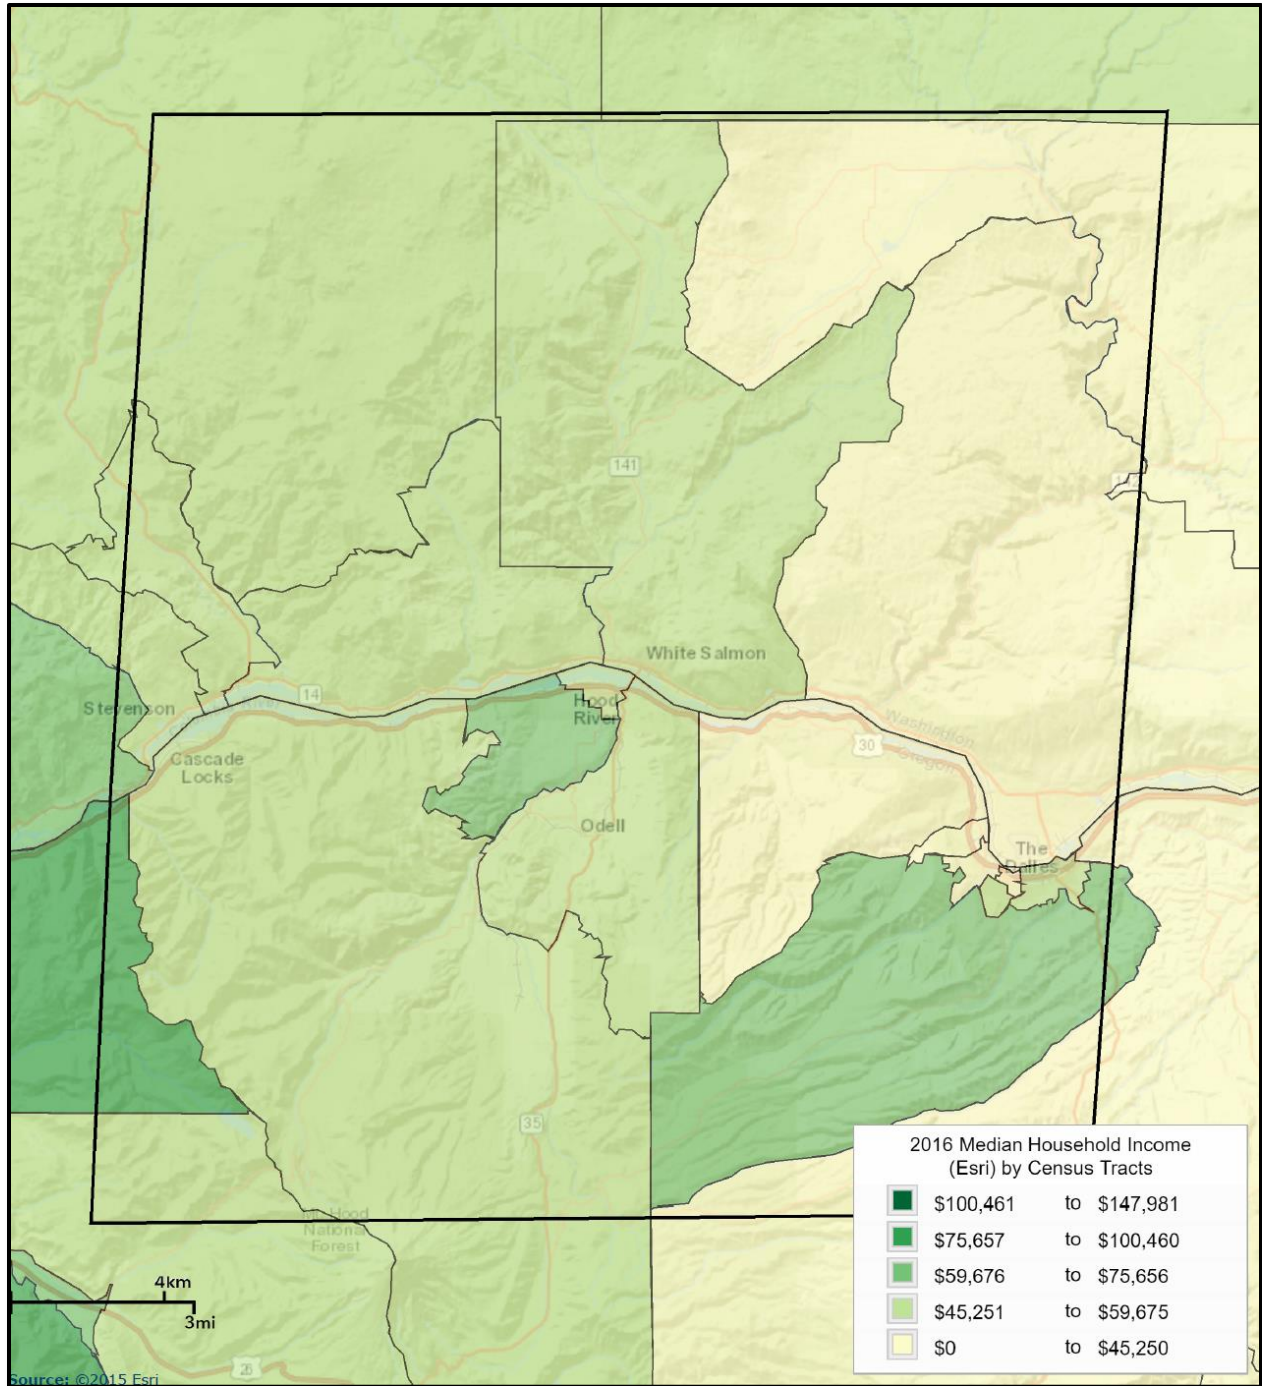 141
White Salmon
14
Stevenson
Hood
River
Washington
Oregon
30
Cascade
Locks
Odell
The
Dalles
35
Mt. Hood
National
Forest
2016 Median Household Income
(Esri) by Census Tracts
$100,461 to $147,981
$75,657 to $100,460
$59,676 to $75,656
$45,251 to $59,675
$0 to $45,250
4km
3mi
26
Source: ©2015 Esri